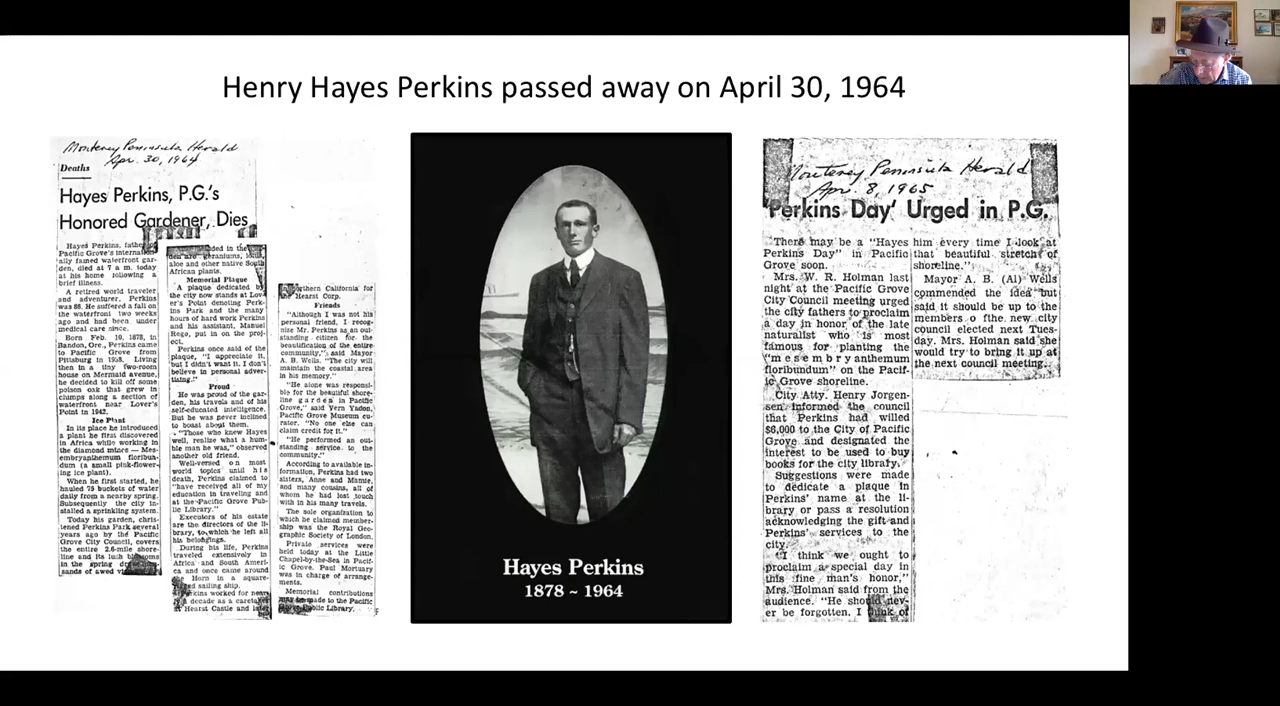 Henry Hayes Perkins passed away on April 30, 1964
Monterey Peninsula Herald
Apr. 30, 1964
Deaths
Hayes Perkins, P.G.'s
Honored Gardener, Dies
Hayes Perkins, father of
Pacific Grove's internation-
ally famed waterfront gar-
den, died at 7 a.m. today
at his home following a
brief illness.
A retired world traveler
and adventurer, Perkins
was 86. He suffered a fall on
the waterfront two weeks
ago and had been under
medical care since.
Born Feb. 10, 1878, in
Bandon, Ore., Perkins came
to Pacific Grove from
Pittsburg in 1938. Living
then in a tiny two-room
house on Mermaid avenue,
he decided to kill off some
poison oak that grew in
clumps along a section of
waterfront near Lover's
Point in 1942.
Ice Plant
In its place he introduced
a plant he first discovered
in Africa while working in
the diamond mines — Mes-
embryanthemum floribun-
dum (a small pink-flower-
ing ice plant).
When he first started, he
hauled 75 buckets of water
daily from a nearby spring.
Subsequently the city in-
stalled a sprinkling system.
Today his garden, chris-
tened Perkins Park several
years ago by the Pacific
Grove City Council, covers
the entire 2.6-mile shore-
line and its lush blossoms
in the spring
sands of awed
in the
are geraniums,
aloe and other native South
African plants.
Memorial Plaque
A plaque dedicated by
the city now stands at Lov-
er's Point denoting Perk-
ins Park and the many
hours of hard work Perkins
and his assistant, Manuel
Rego, put in on the proj-
ect.
Perkins once said of the
plaque, "I appreciate it,
but I didn't want it. I don't
believe in personal adver-
tising."
Proud
He was proud of the gar-
den, his travels and of his
self-educated intelligence.
But he was never inclined
to boast about them.
"Those who knew Hayes
well, realize what a hum-
ble man he was," observed
another old friend.
Well-versed on most
world topics until his
death, Perkins claimed to
"have received all of my
education in traveling and
at the Pacific Grove Pub-
lic Library."
Executors of his estate
are the directors of the li-
brary, to which he left all
his belongings.
During his life, Perkins
traveled extensively in
Africa and South Ameri-
ca and once came around
Horn in a square-
sailing ship.
worked for
decade as a
Hearst Castle and
Northern California for
Hearst Corp.
Friends
"Although I was not his
personal friend, I recog-
nize Mr. Perkins as an out-
standing citizen for the
beautification of the entire
community," said Mayor
A. B. Wells. "The city will
maintain the coastal area
in his memory."
"He alone was responsi-
ble for the beautiful shore-
line garden in Pacific
Grove," said Vern Yadon,
Pacific Grove Museum cu-
rator. "No one else can
claim credit for it."
"He performed an out-
standing service to the
community."
According to available in-
formation, Perkins had two
sisters, Anne and Mamie,
and many cousins, all of
whom he had lost touch
with in his many travels.
The sole organization to
which he claimed member-
ship was the Royal Geo-
graphic Society of London.
Private services were
held today at the Little
Chapel-by-the-Sea in Pacif-
ic Grove. Paul Mortuary
was in charge of arrange-
ments.
Memorial contributions
made to the Pacific
Public Library.
Hayes Perkins
1878 ~ 1964
Monterey Peninsula Herald
Apr. 8, 1965
'Perkins Day' Urged in P.G.
There may be a "Hayes
Perkins Day" in Pacific
Grove soon.
Mrs. W. R. Holman last
night at the Pacific Grove
City Council meeting urged
the city fathers to proclaim
a day in honor of the late
naturalist who is most
famous for planting the
"mesembryanthemum
floribundum" on the Pacif-
ic Grove shoreline.
City Atty. Henry Jorgen-
sen informed the council
that Perkins had willed
$6,000 to the City of Pacific
Grove and designated the
interest to be used to buy
books for the city library.
Suggestions were made
to dedicate a plaque in
Perkins' name at the li-
brary or pass a resolution
acknowledging the gift and
Perkins' services to the
city.
"I think we ought to
proclaim a special day in
this fine man's honor,"
Mrs. Holman said from the
audience. "He should nev-
er be forgotten. I think of
him every time I look at
that beautiful stretch of
shoreline."
Mayor A. B. (Al) Wells
commended the idea but
said it should be up to the
members o fthe new city
council elected next Tues-
day. Mrs. Holman said she
would try to bring it up at
the next council meeting.